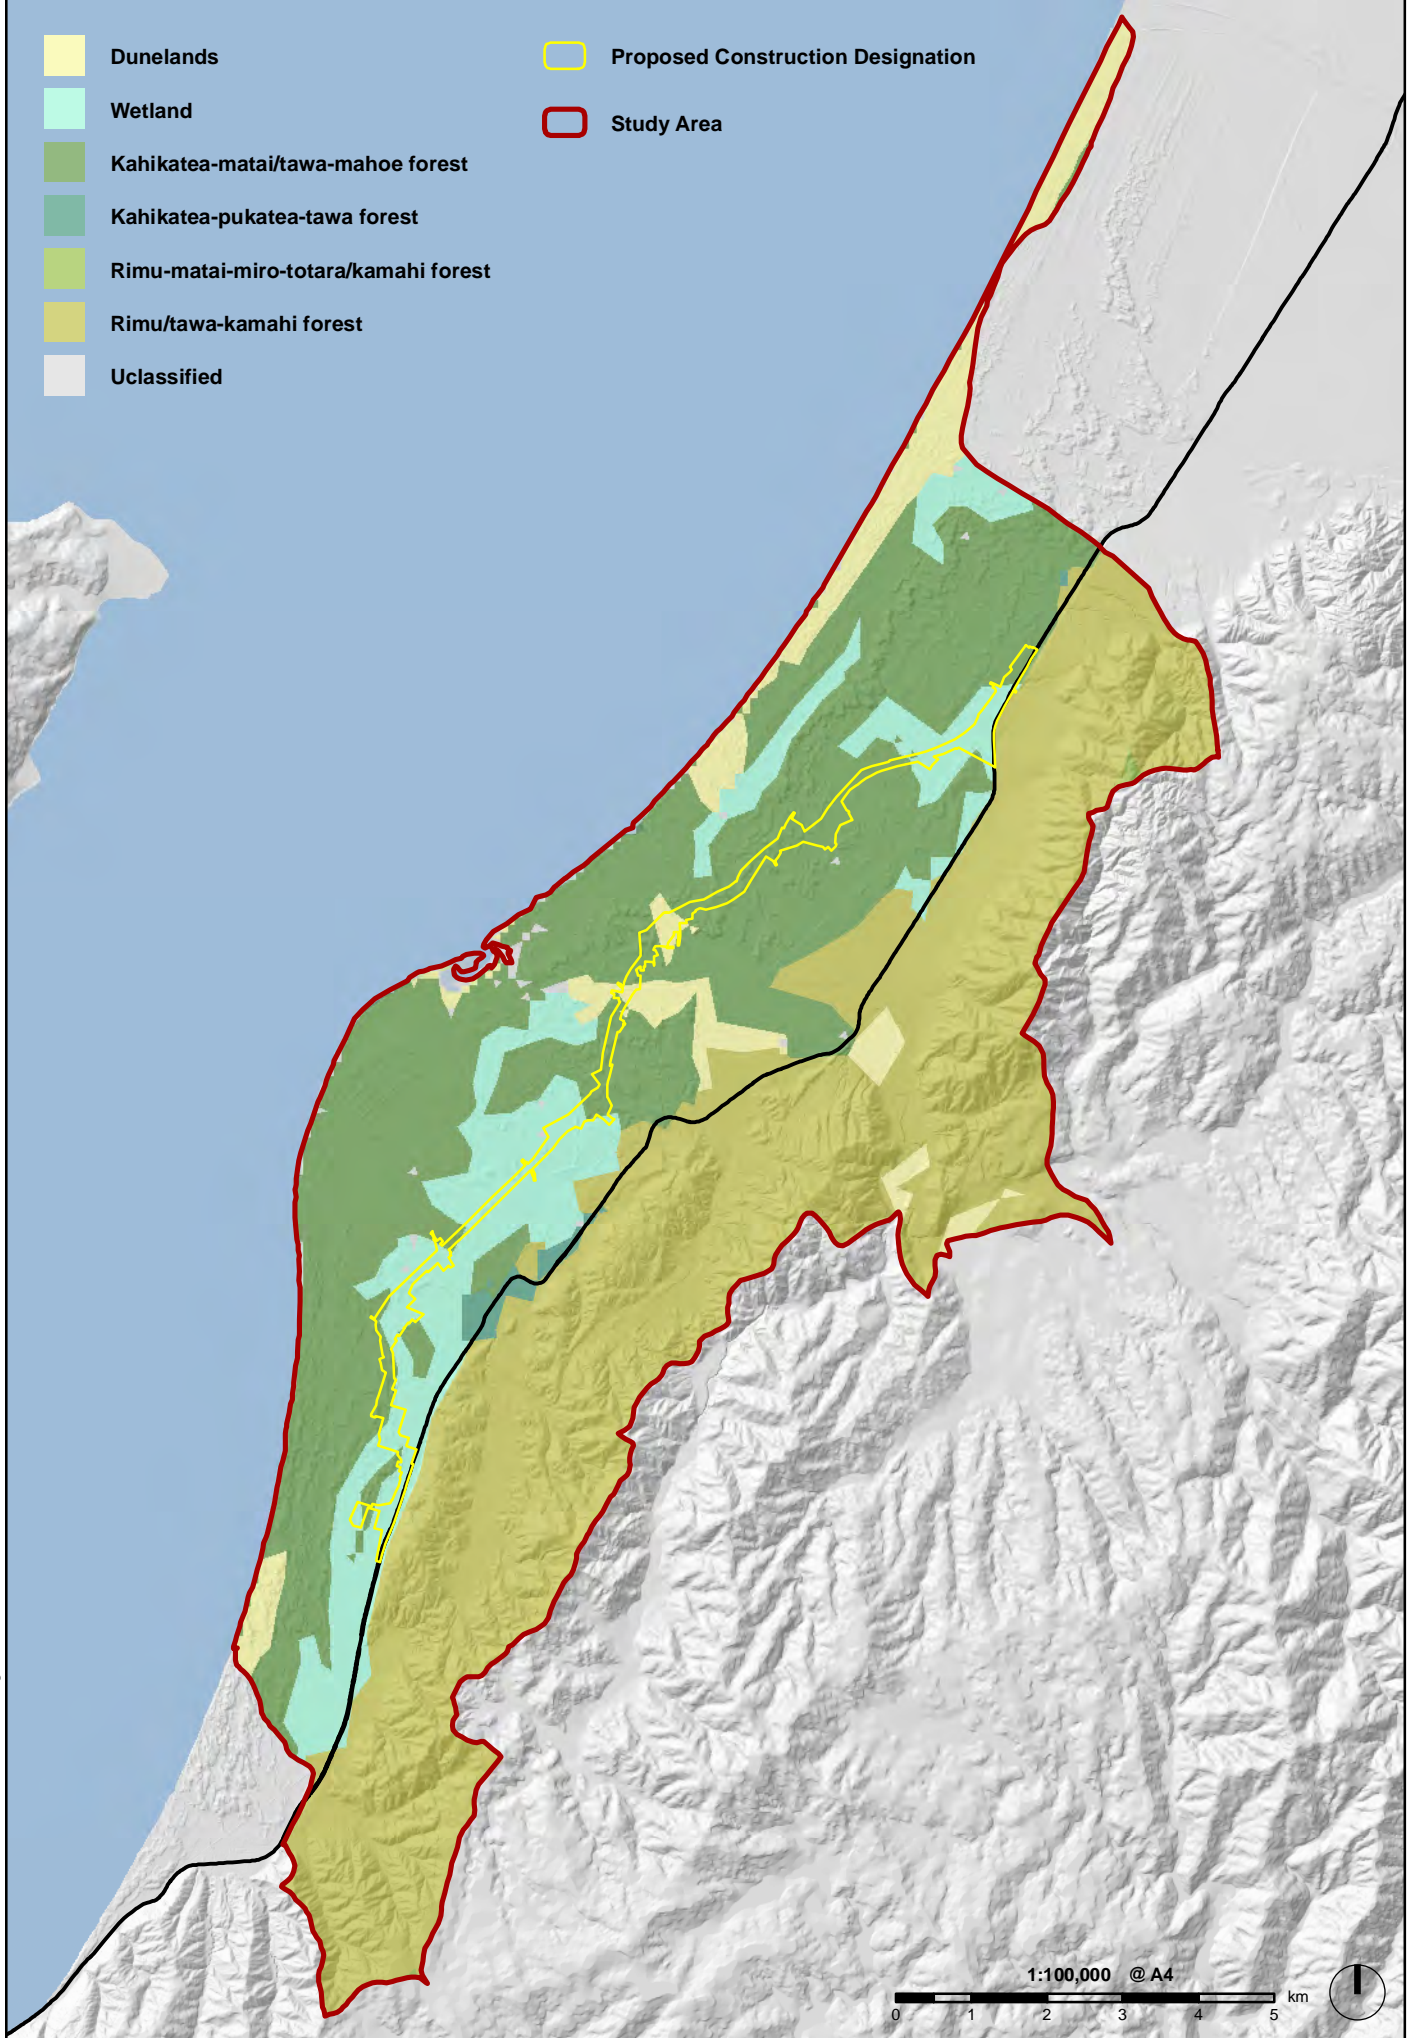 Dunelands
Wetland
Kahikatea-matai/tawa-mahoe forest
Kahikatea-pukatea-tawa forest
Rimu-matai-miro-totara/kamahi forest
Rimu/tawa-kamahi forest
Uclassified
Proposed Construction Designation
Study Area
1:100,000 @ A4
0 1 2 3 4 5 km